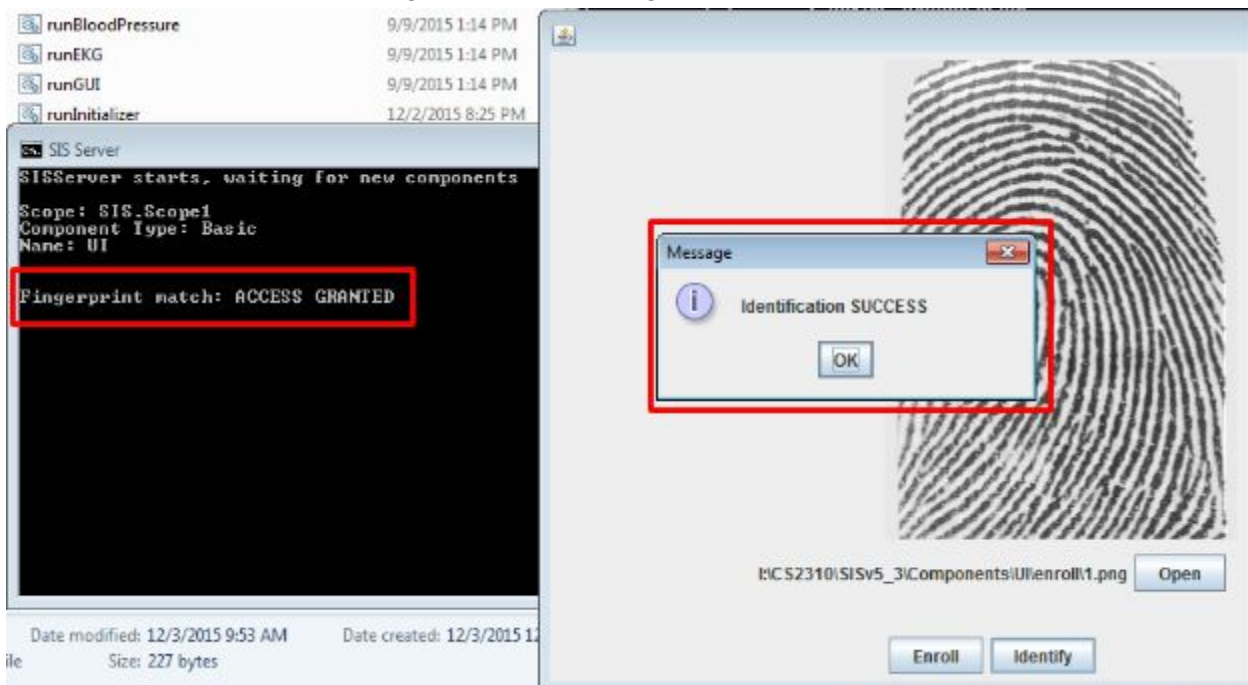 runBloodPressure 9/9/2015 1:14 PM
runEKG 9/9/2015 1:14 PM
runGUI 9/9/2015 1:14 PM
runInitializer 12/2/2015 8:25 PM
SIS Server
SISServer starts, waiting for new components
Scope: SIS.Scope1
Component Type: Basic
Name: UI
Fingerprint match: ACCESS GRANTED
Date modified: 12/3/2015 9:53 AM Date created: 12/3/2015 12
Size: 227 bytes
Message
Identification SUCCESS
OK
I:\CS2310\SISv5_3\Components\UI\enroll\1.png Open
Enroll Identify